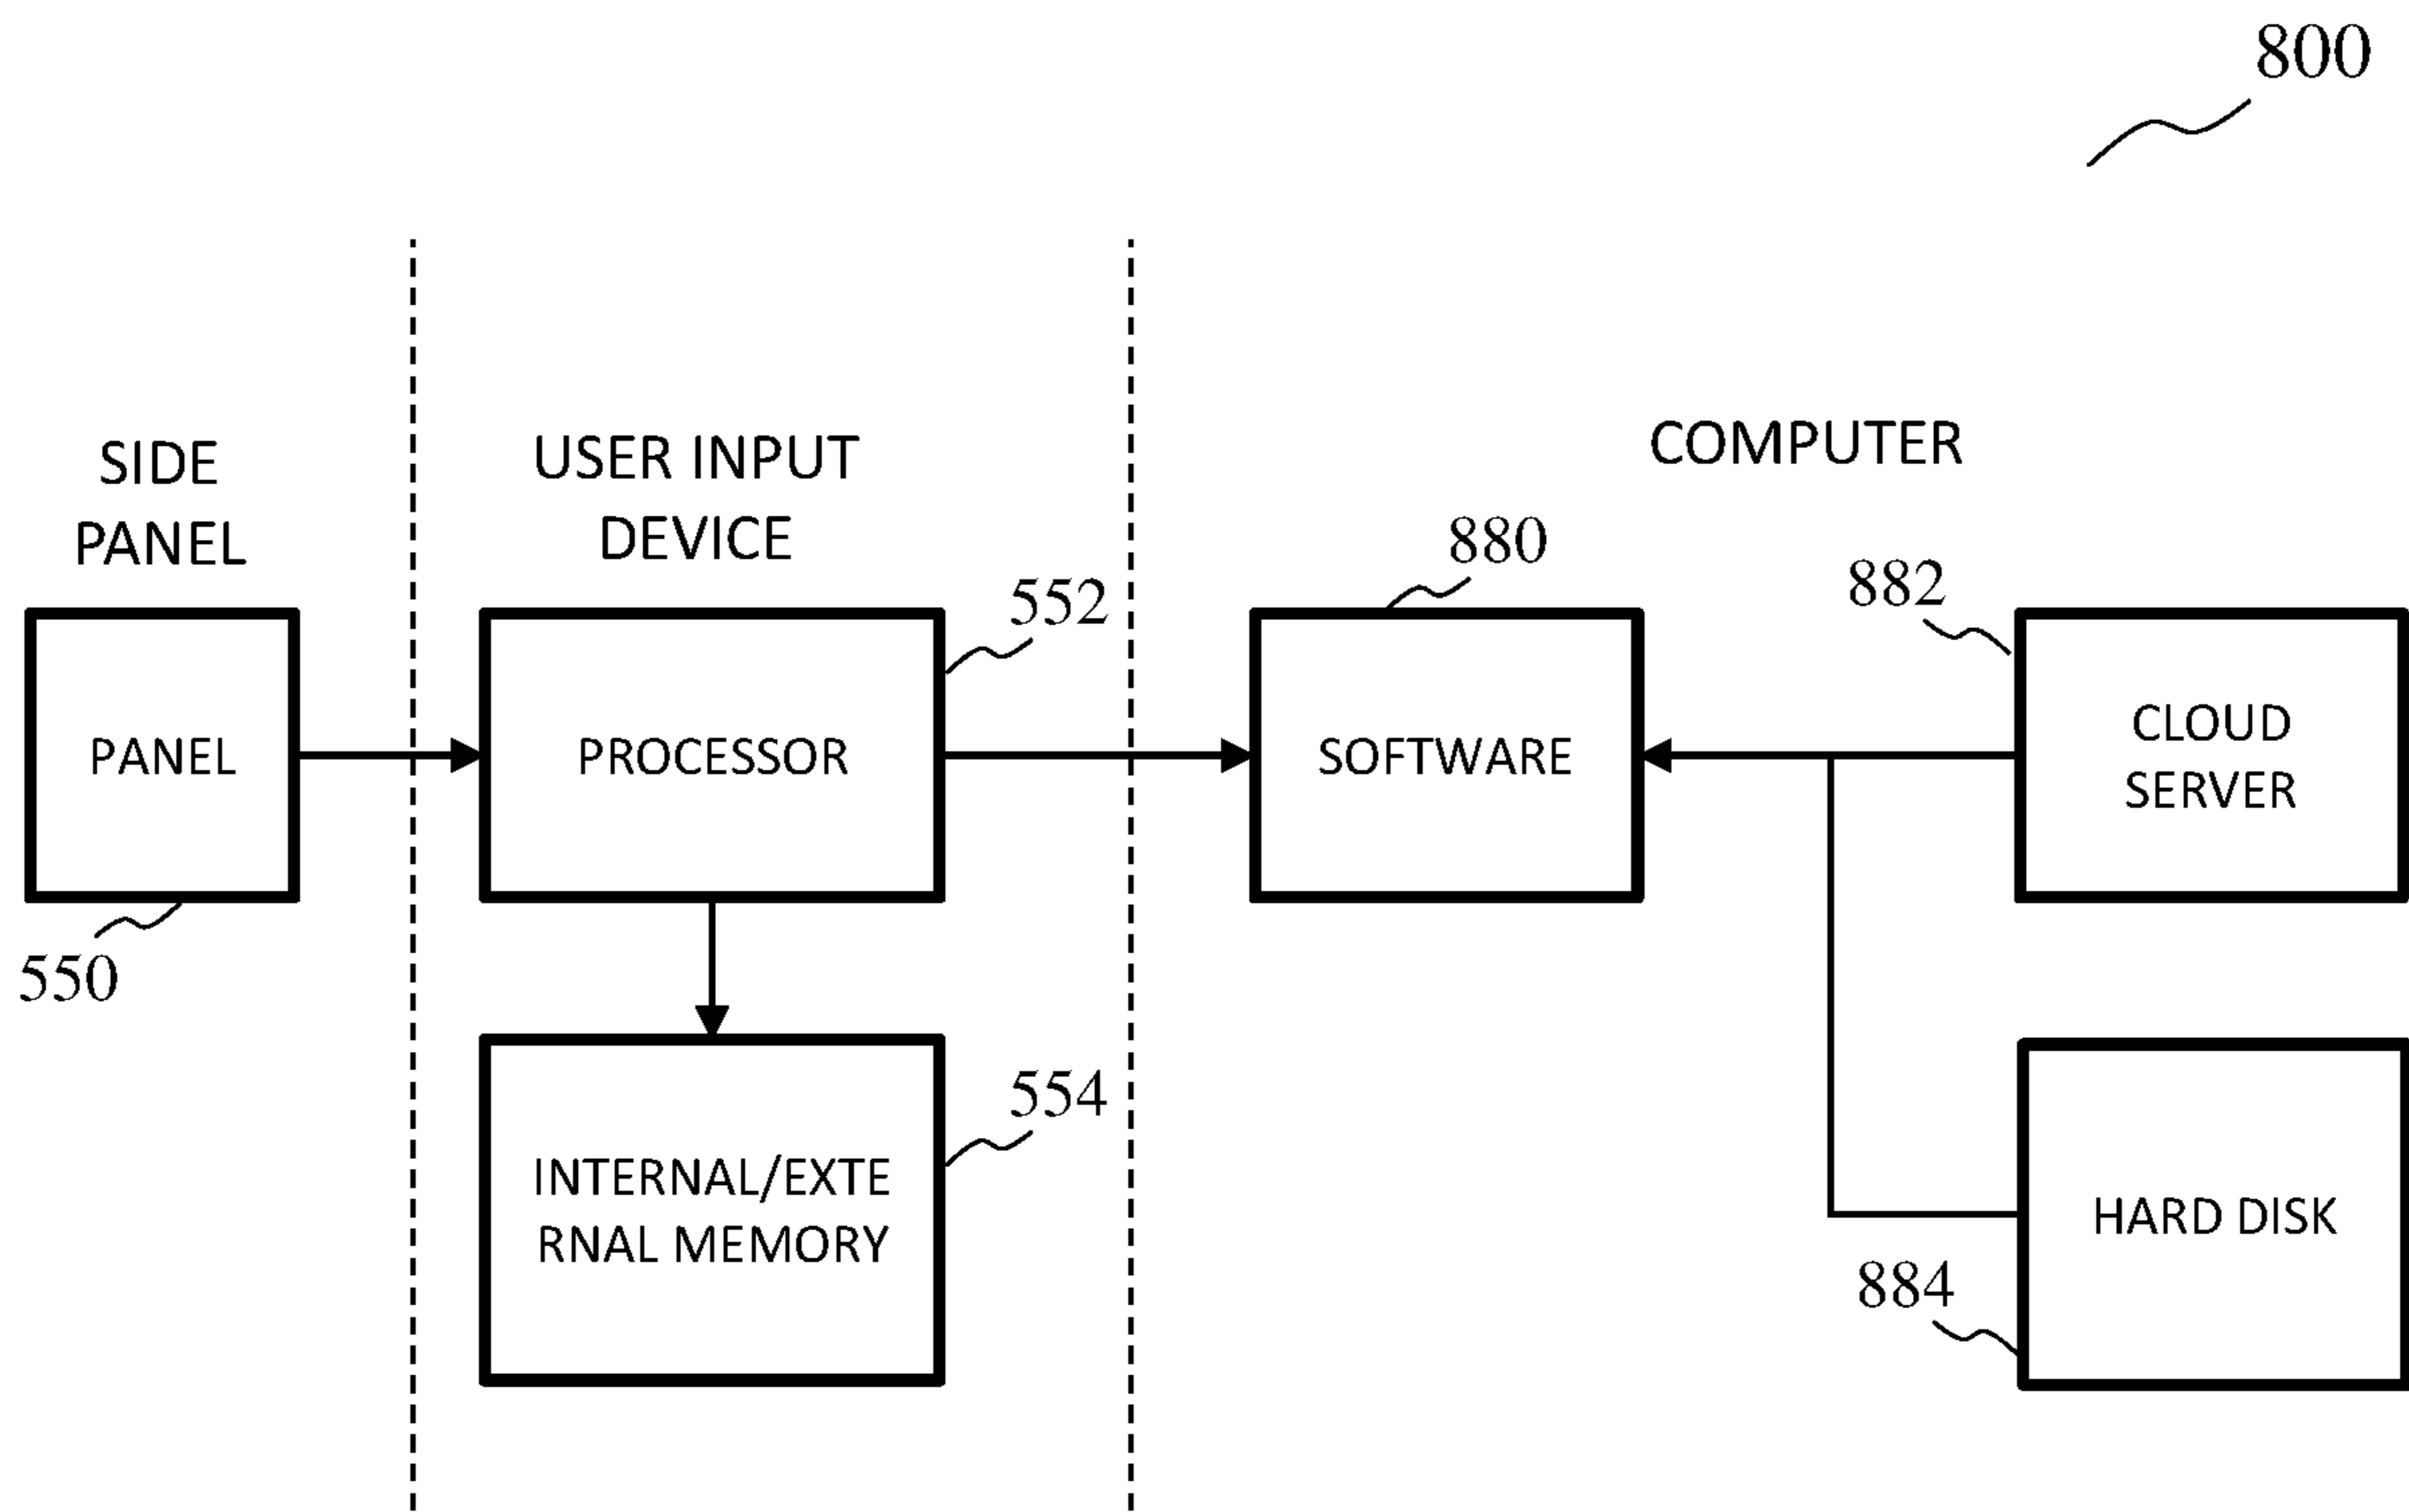 800
SIDE
PANEL
USER INPUT
DEVICE
COMPUTER
552
880
882
PANEL
PROCESSOR
SOFTWARE
CLOUD
SERVER
550
554
INTERNAL/EXTE
RNAL MEMORY
HARD DISK
884